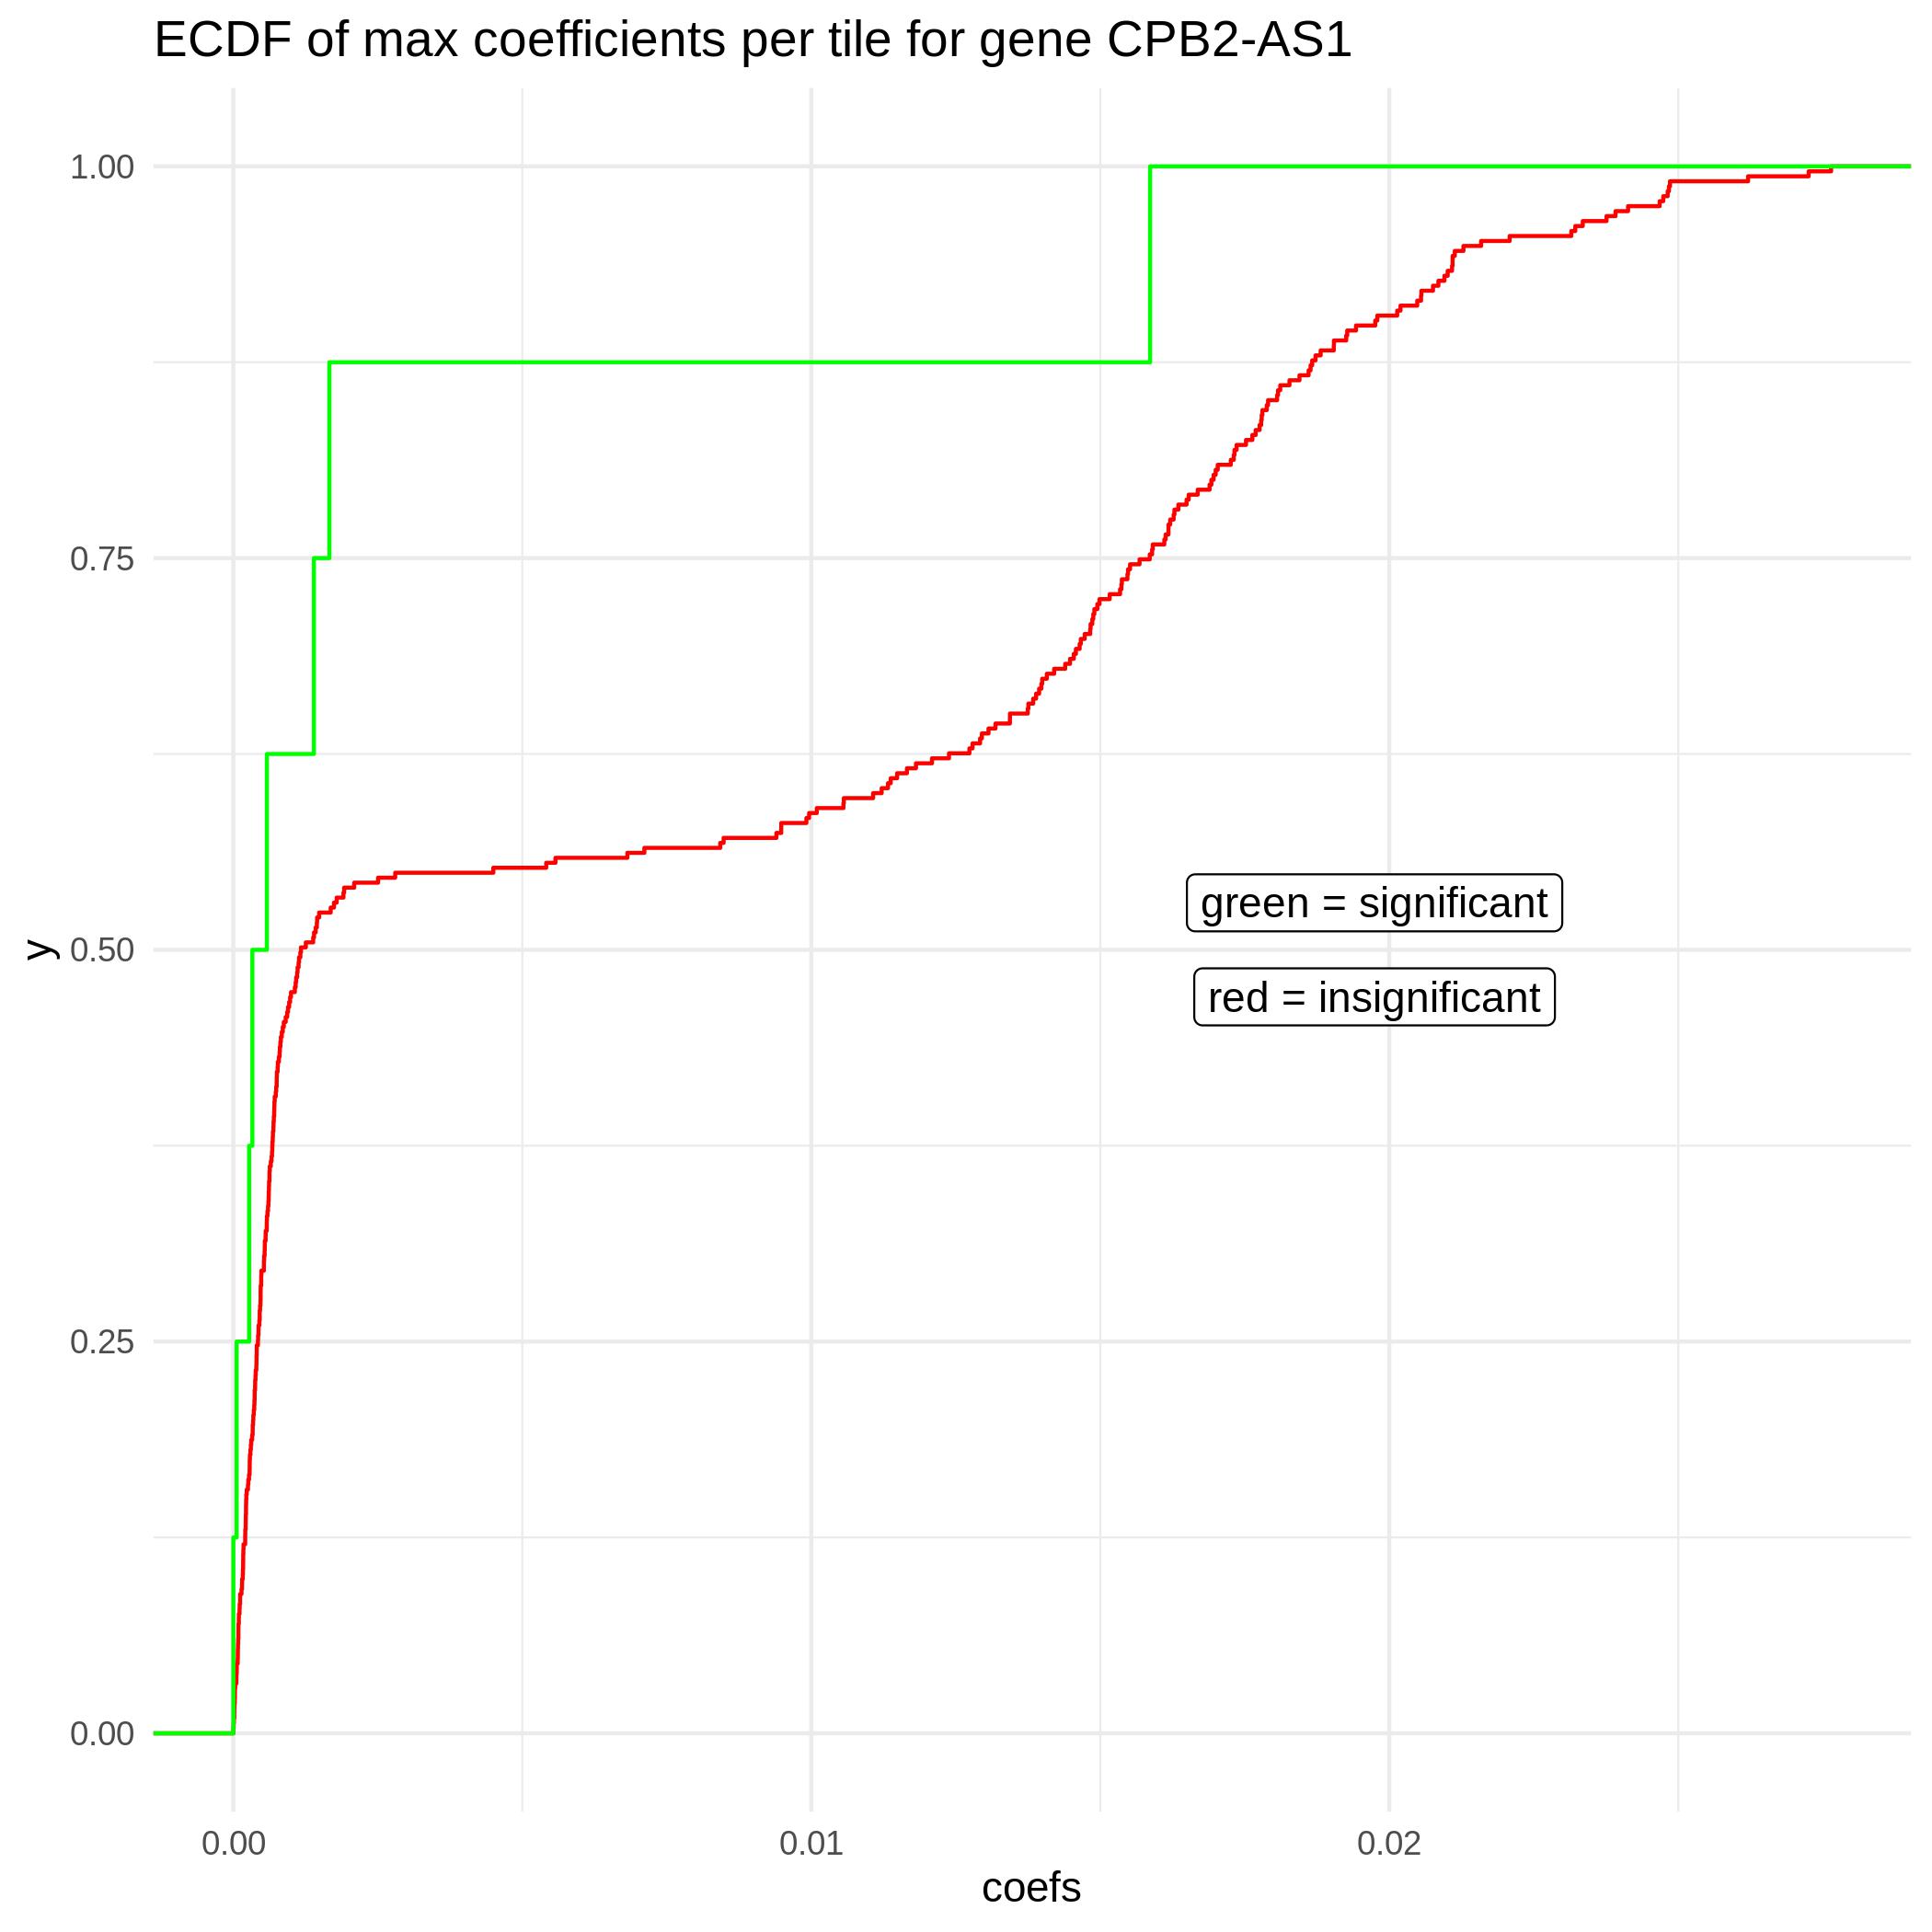 ECDF of max coefficients per tile for gene CPB2-AS1
1.00
0.75
0.50
0.25
0.00
y
green = significant
red = insignificant
0.00
0.01
0.02
coefs